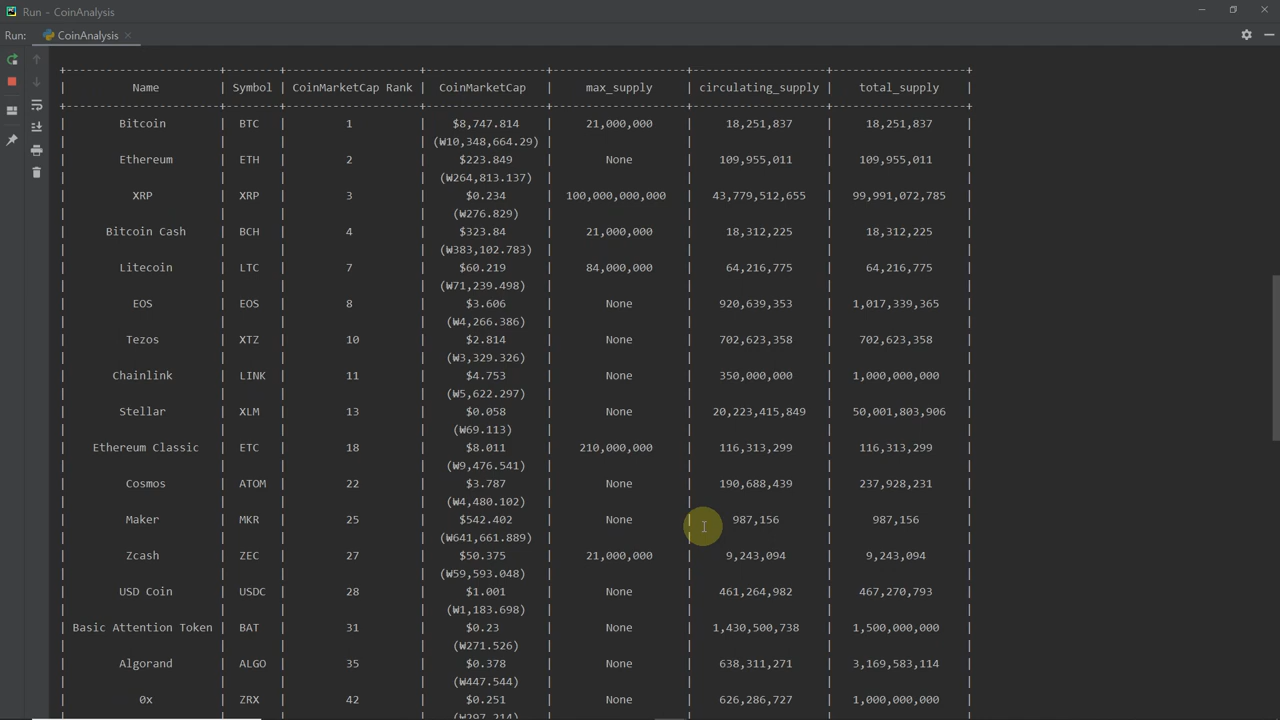 Run - CoinAnalysis
Run: CoinAnalysis
Name | Symbol | CoinMarketCap Rank | CoinMarketCap | max_supply | circulating_supply | total_supply
Bitcoin | BTC | 1 | $8,747.814 | 21,000,000 | 18,251,837 | 18,251,837
(₩10,348,664.29)
Ethereum | ETH | 2 | $223.849 | None | 109,955,011 | 109,955,011
(₩264,813.137)
XRP | XRP | 3 | $0.234 | 100,000,000,000 | 43,779,512,655 | 99,991,072,785
(₩276.829)
Bitcoin Cash | BCH | 4 | $323.84 | 21,000,000 | 18,312,225 | 18,312,225
(₩383,102.783)
Litecoin | LTC | 7 | $60.219 | 84,000,000 | 64,216,775 | 64,216,775
(₩71,239.498)
EOS | EOS | 8 | $3.606 | None | 920,639,353 | 1,017,339,365
(₩4,266.386)
Tezos | XTZ | 10 | $2.814 | None | 702,623,358 | 702,623,358
(₩3,329.326)
Chainlink | LINK | 11 | $4.753 | None | 350,000,000 | 1,000,000,000
(₩5,622.297)
Stellar | XLM | 13 | $0.058 | None | 20,223,415,849 | 50,001,803,906
(₩69.113)
Ethereum Classic | ETC | 18 | $8.011 | 210,000,000 | 116,313,299 | 116,313,299
(₩9,476.541)
Cosmos | ATOM | 22 | $3.787 | None | 190,688,439 | 237,928,231
(₩4,480.102)
Maker | MKR | 25 | $542.402 | None | 987,156 | 987,156
(₩641,661.889)
Zcash | ZEC | 27 | $50.375 | 21,000,000 | 9,243,094 | 9,243,094
(₩59,593.048)
USD Coin | USDC | 28 | $1.001 | None | 461,264,982 | 467,270,793
(₩1,183.698)
Basic Attention Token | BAT | 31 | $0.23 | None | 1,430,500,738 | 1,500,000,000
(₩271.526)
Algorand | ALGO | 35 | $0.378 | None | 638,311,271 | 3,169,583,114
(₩447.544)
0x | ZRX | 42 | $0.251 | None | 626,286,727 | 1,000,000,000
(₩297.214)